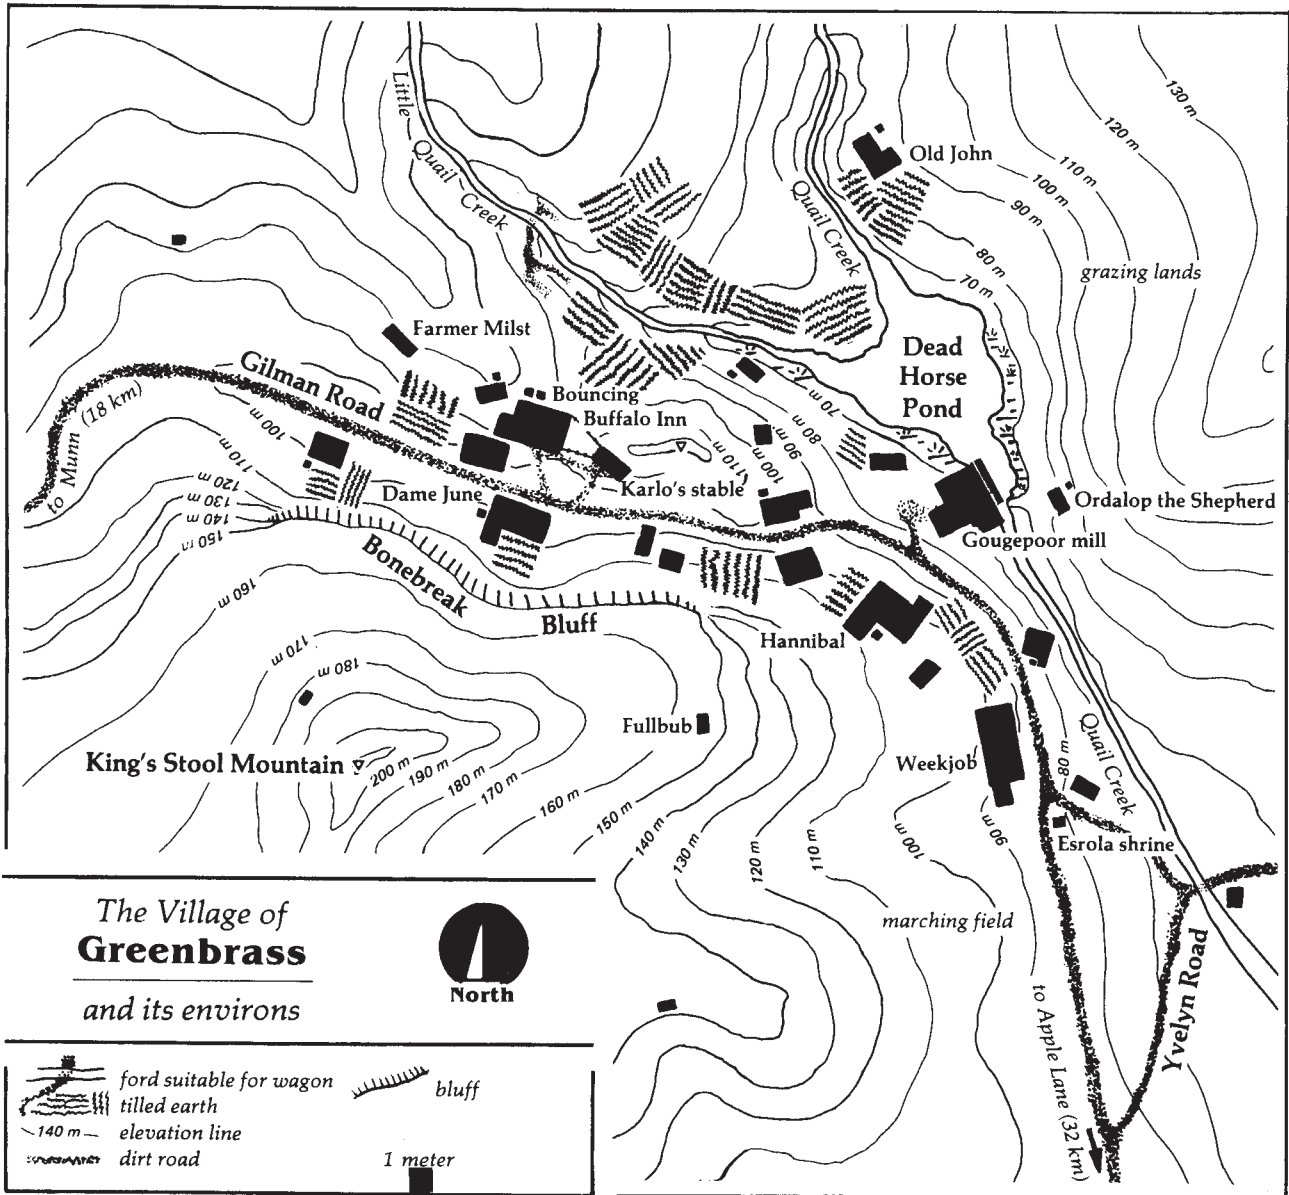 130 m
120 m
110 m
100 m
90 m
80 m
70 m
Little
Quail
Creek
Quail Creek
Old John
grazing lands
Farmer Milst
Gilman Road
Bouncing
Buffalo Inn
Dead
Horse
Pond
to Munn (18 km)
100 m
110 m
120 m
130 m
140 m
150 m
160 m
170 m
180 m
70 m
80 m
90 m
100 m
110 m
Dame June
Karlo's stable
Ordalop the Shepherd
Gougepoor mill
Bonebreak
Bluff
Hannibal
Fullbub
King's Stool Mountain
200 m
190 m
180 m
170 m
160 m
150 m
140 m
130 m
120 m
110 m
100 m
90 m
80 m
Weekjob
Quail Creek
Esrola shrine
marching field
to Apple Lane (32 km)
Yvelyn Road
The Village of
Greenbrass
and its environs
North
ford suitable for wagon
tilled earth
140 m
elevation line
dirt road
bluff
1 meter